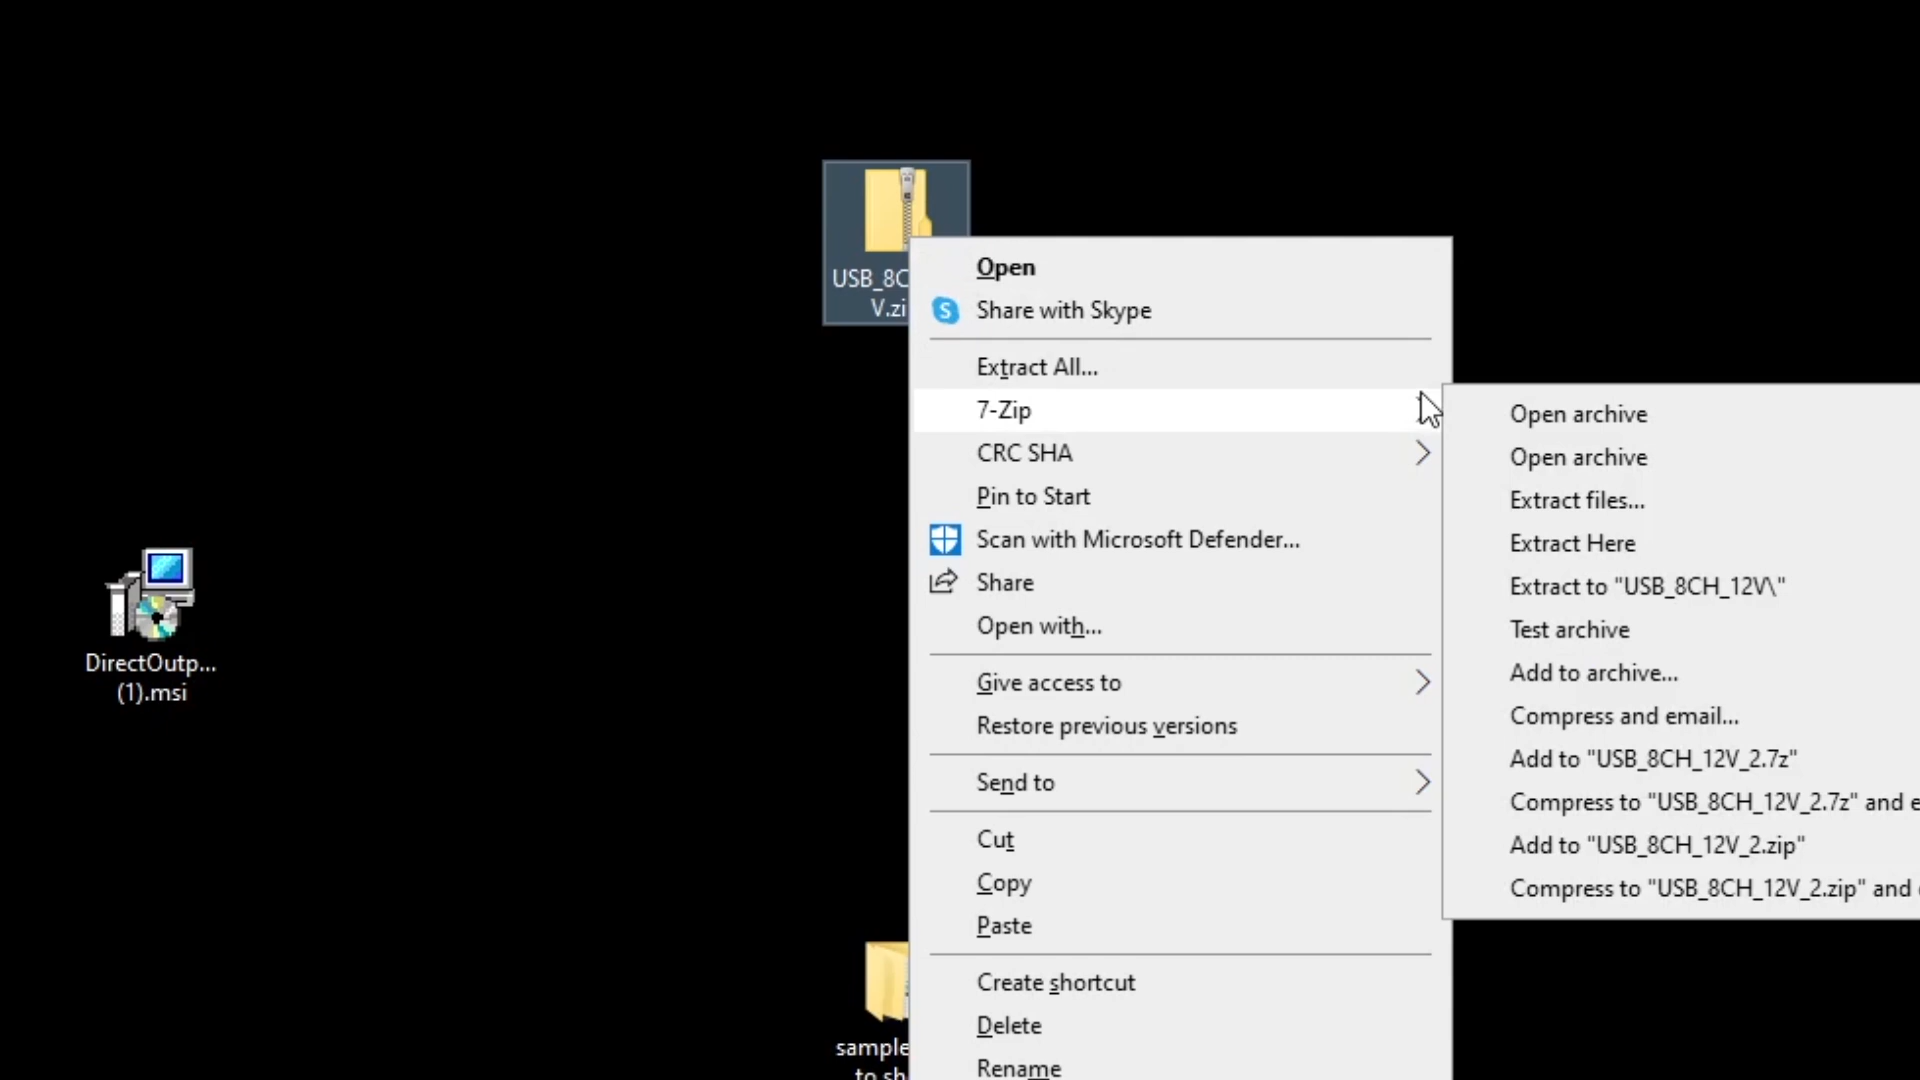 USB_8C
V.zi
Open
Share with Skype
Extract All...
7-Zip
CRC SHA
Pin to Start
Scan with Microsoft Defender...
Share
Open with...
Give access to
Restore previous versions
Send to
Cut
Copy
Paste
Create shortcut
Delete
Rename
Open archive
Open archive
Extract files...
Extract Here
Extract to "USB_8CH_12V\"
Test archive
Add to archive...
Compress and email...
Add to "USB_8CH_12V_2.7z"
Compress to "USB_8CH_12V_2.7z" and e
Add to "USB_8CH_12V_2.zip"
Compress to "USB_8CH_12V_2.zip" and
DirectOutp...
(1).msi
sample
to sh